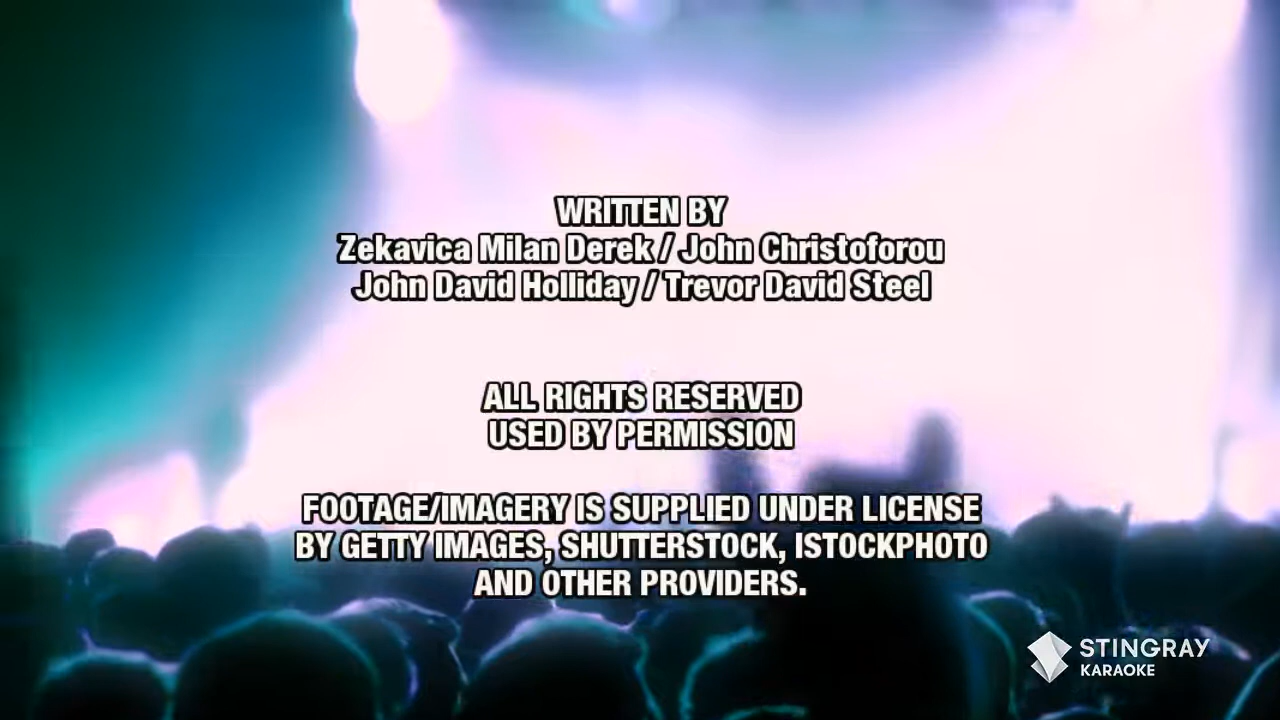 WRITTEN BY
Zekavica Milan Derek / John Christoforou
John David Holliday / Trevor David Steel
ALL RIGHTS RESERVED
USED BY PERMISSION
FOOTAGE/IMAGERY IS SUPPLIED UNDER LICENSE
BY GETTY IMAGES, SHUTTERSTOCK, ISTOCKPHOTO
AND OTHER PROVIDERS.
STINGRAY
KARAOKE